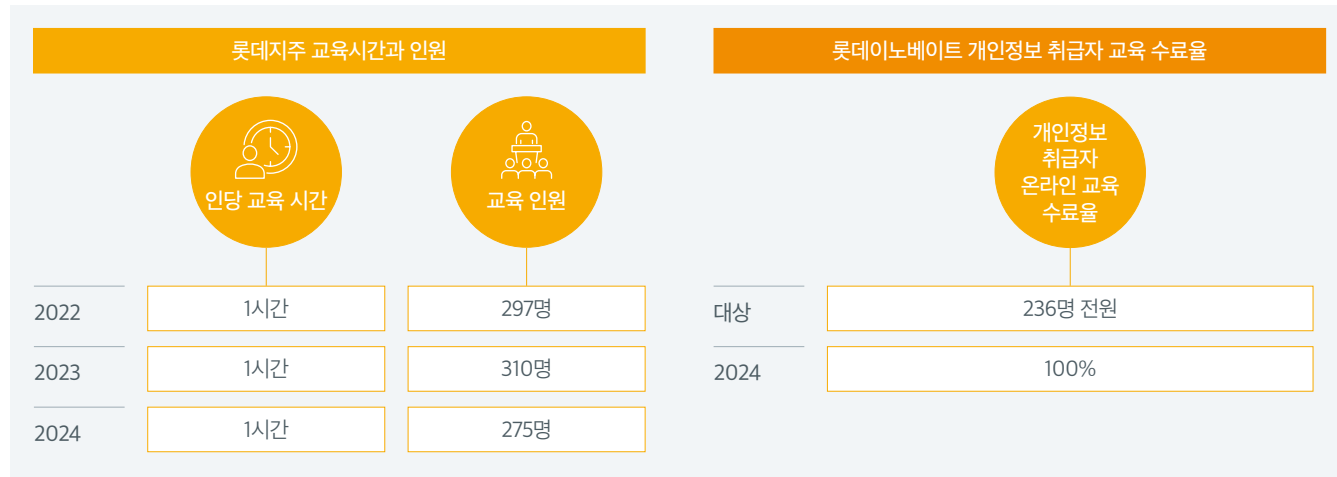 롯데지주 교육시간과 인원
인당 교육 시간
교육 인원
2022 1시간 297명
2023 1시간 310명
2024 1시간 275명
롯데이노베이트 개인정보 취급자 교육 수료율
개인정보
취급자
온라인 교육
수료율
대상 236명 전원
2024 100%